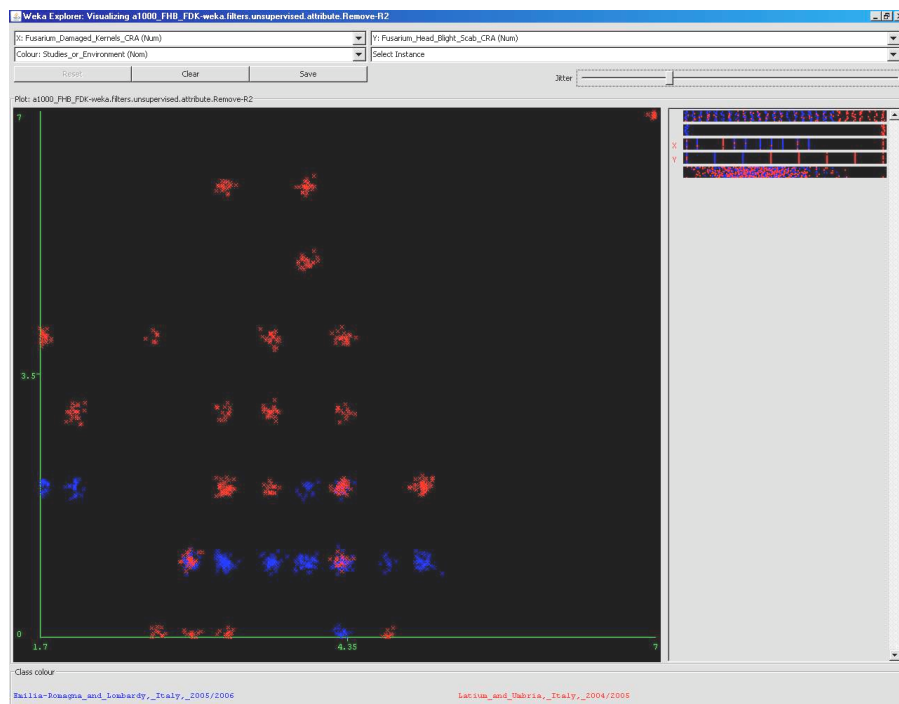 Weka Explorer: Visualizing a1000_FHB_FDK-weka.filters.unsupervised.attribute.Remove-R2
X: Fusarium_Damaged_Kernels_CRA (Num) Y: Fusarium_Head_Blight_Scab_CRA (Num)
Colour: Studies_or_Environment (Nom) Select Instance
Reset Clear Save Jitter
Plot: a1000_FHB_FDK-weka.filters.unsupervised.attribute.Remove-R2
7
X
Y
3.5
0
1.7 4.35 7
Class colour
Emilia-Romagna_and_Lombardy,_Italy,_2005/2006 Latium_and_Umbria,_Italy,_2004/2005